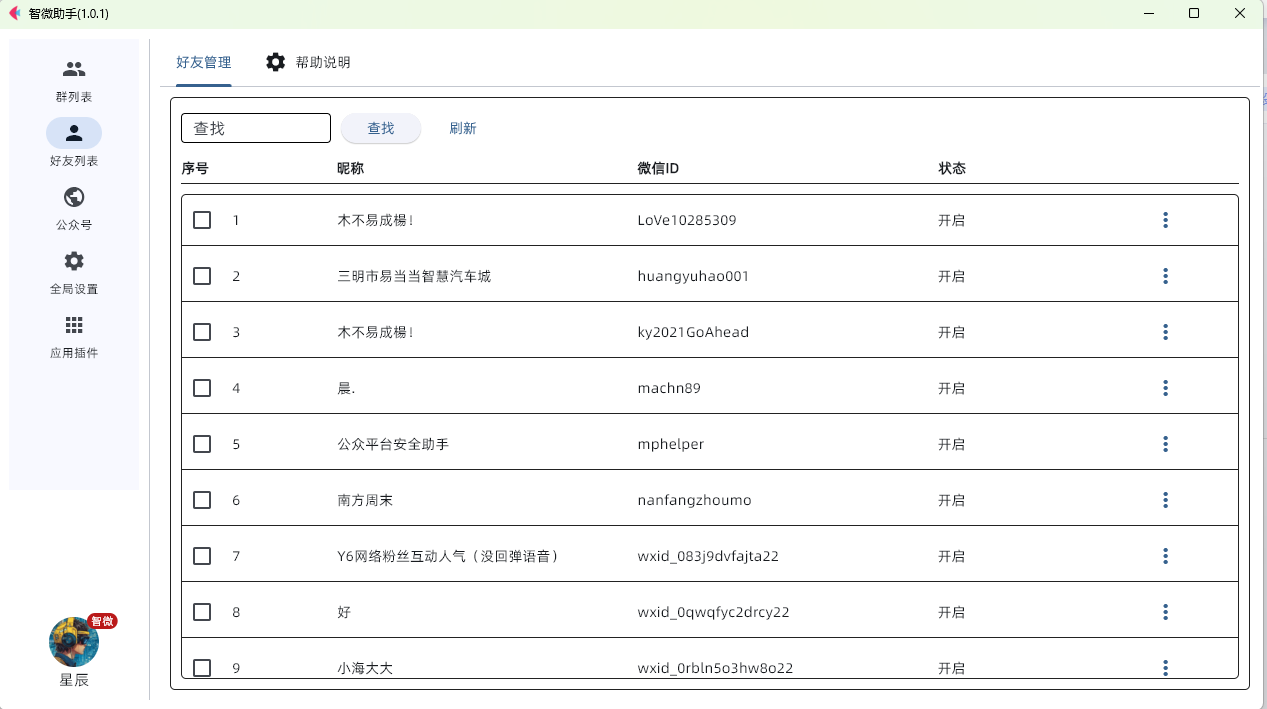 智微助手(1.0.1)
群列表
好友列表
公众号
全局设置
应用插件
智微
星辰
好友管理 帮助说明
查找 查找 刷新
序号 昵称 微信ID 状态
1 木不易成楊！ LoVe10285309 开启
2 三明市易当当智慧汽车城 huangyuhao001 开启
3 木不易成楊！ ky2021GoAhead 开启
4 晨. machn89 开启
5 公众平台安全助手 mphelper 开启
6 南方周末 nanfangzhoumo 开启
7 Y6网络粉丝互动人气（没回弹语音） wxid_083j9dvfajta22 开启
8 好 wxid_0qwqfyc2drcy22 开启
9 小海大大 wxid_0rbln5o3hw8o22 开启